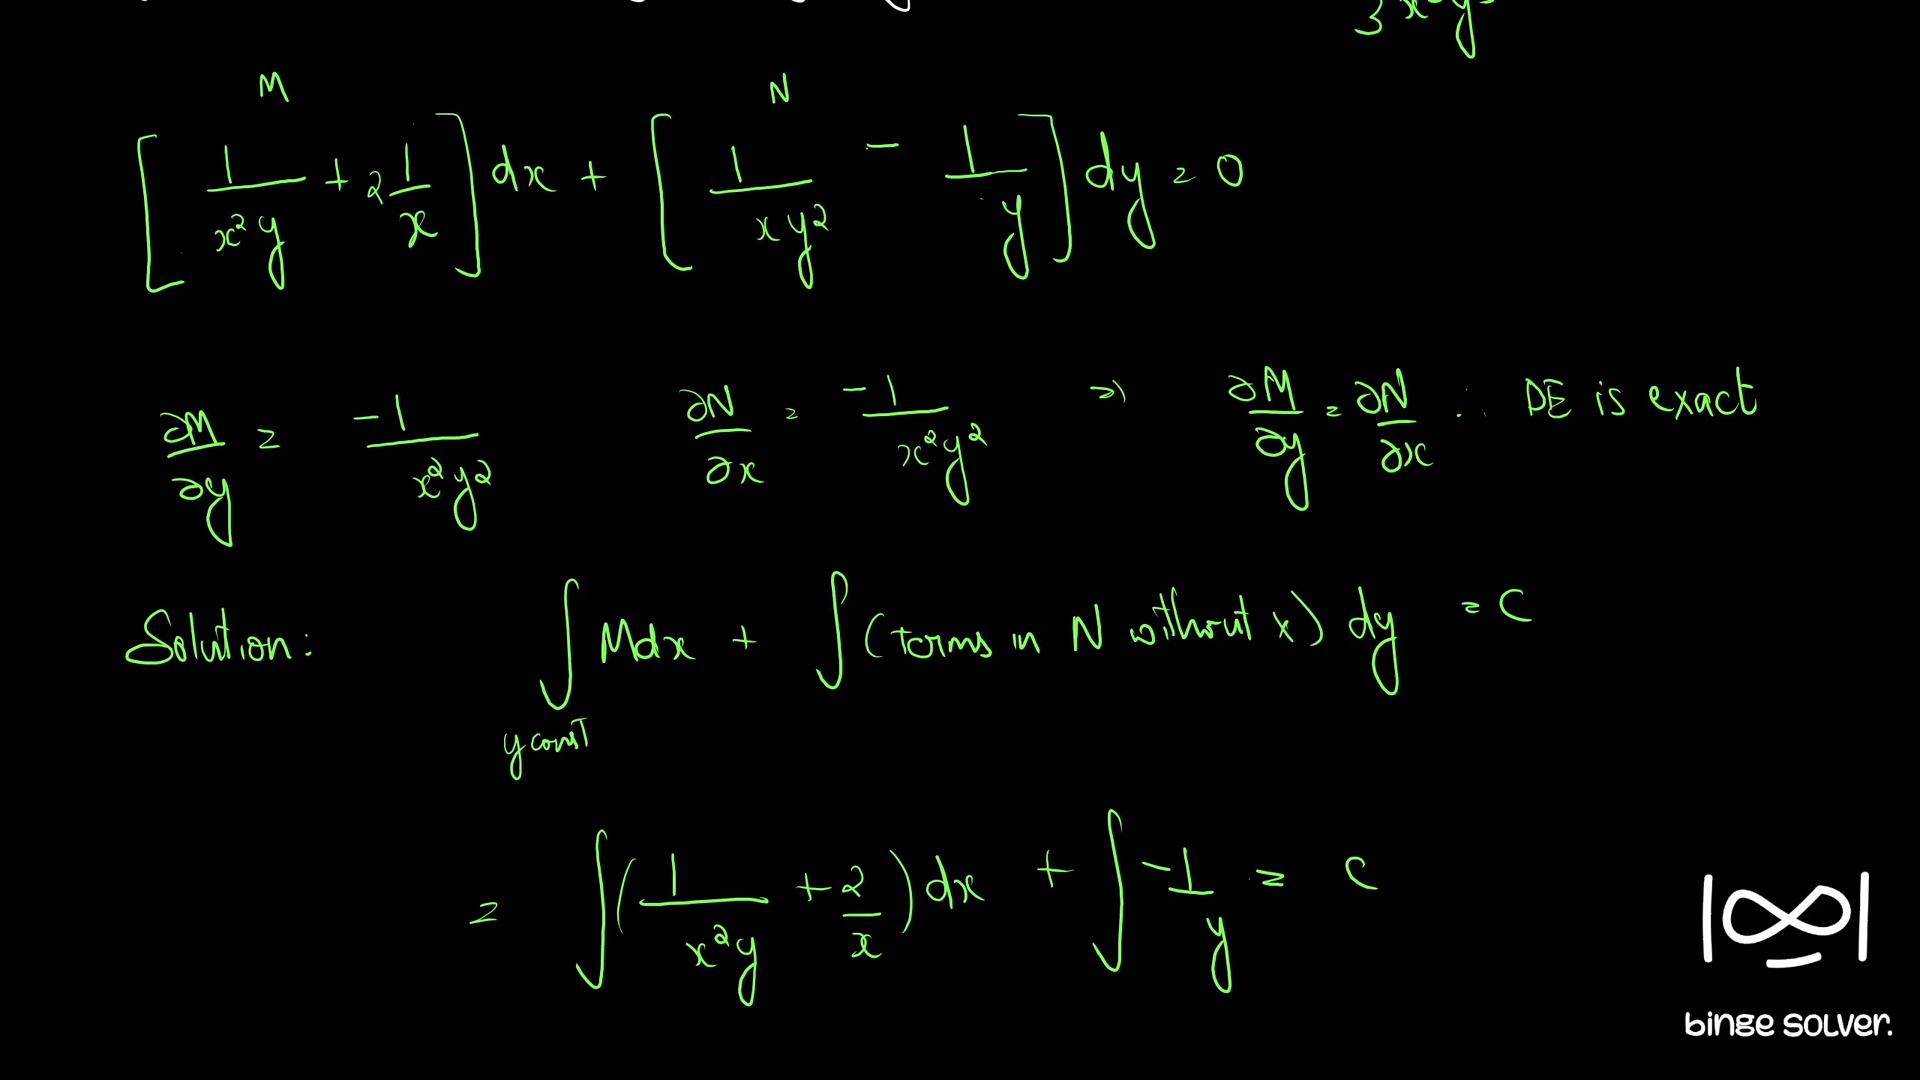 3 x y
M N
[ 1/(x²y) + 2 1/x ] dx + [ 1/(xy²) - 1/y ] dy = 0
∂M/∂y = -1/(x²y²) ∂N/∂x = -1/(x²y²) ⇒ ∂M/∂y = ∂N/∂x ∴ DE is exact
Solution: ∫ Mdx + ∫ (terms in N without x) dy = C
y const
= ∫ ( 1/(x²y) + 2/x ) dx + ∫ -1/y = C
binge solver.